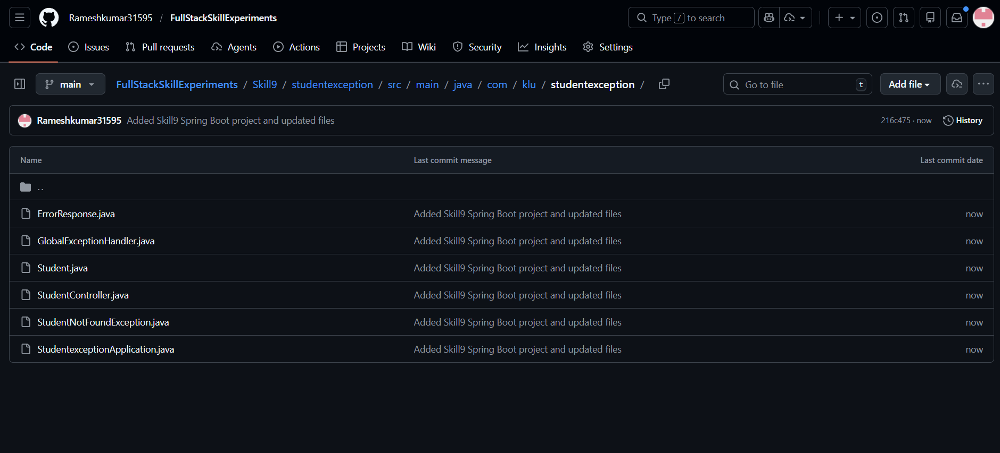 Rameshkumar31595 / FullStackSkillExperiments Type / to search
Code Issues Pull requests Agents Actions Projects Wiki Security Insights Settings
main FullStackSkillExperiments / Skill9 / studentexception / src / main / java / com / klu / studentexception / Go to file t Add file
Rameshkumar31595 Added Skill9 Spring Boot project and updated files 216c475 · now History
Name Last commit message Last commit date
..
ErrorResponse.java Added Skill9 Spring Boot project and updated files now
GlobalExceptionHandler.java Added Skill9 Spring Boot project and updated files now
Student.java Added Skill9 Spring Boot project and updated files now
StudentController.java Added Skill9 Spring Boot project and updated files now
StudentNotFoundException.java Added Skill9 Spring Boot project and updated files now
StudentexceptionApplication.java Added Skill9 Spring Boot project and updated files now